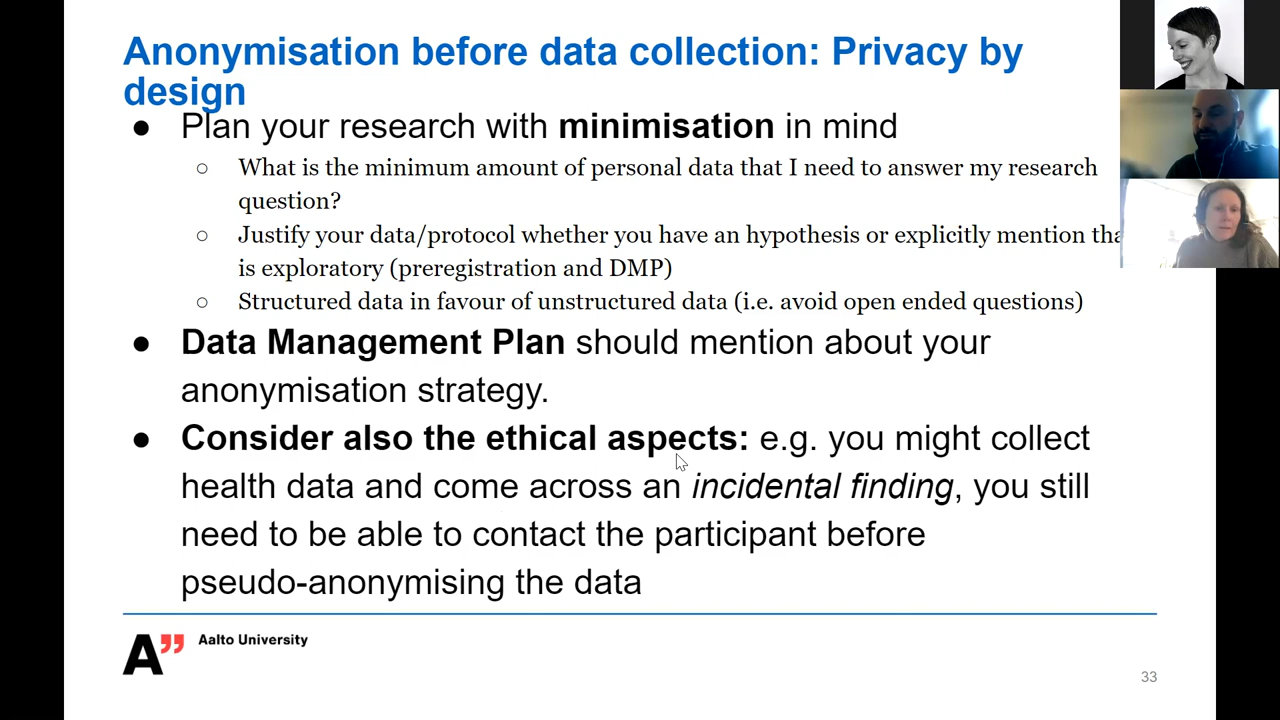 Anonymisation before data collection: Privacy by
design
● Plan your research with minimisation in mind
○ What is the minimum amount of personal data that I need to answer my research
question?
○ Justify your data/protocol whether you have an hypothesis or explicitly mention tha
is exploratory (preregistration and DMP)
○ Structured data in favour of unstructured data (i.e. avoid open ended questions)
● Data Management Plan should mention about your
anonymisation strategy.
● Consider also the ethical aspects: e.g. you might collect
health data and come across an incidental finding, you still
need to be able to contact the participant before
pseudo-anonymising the data
A” Aalto University
33